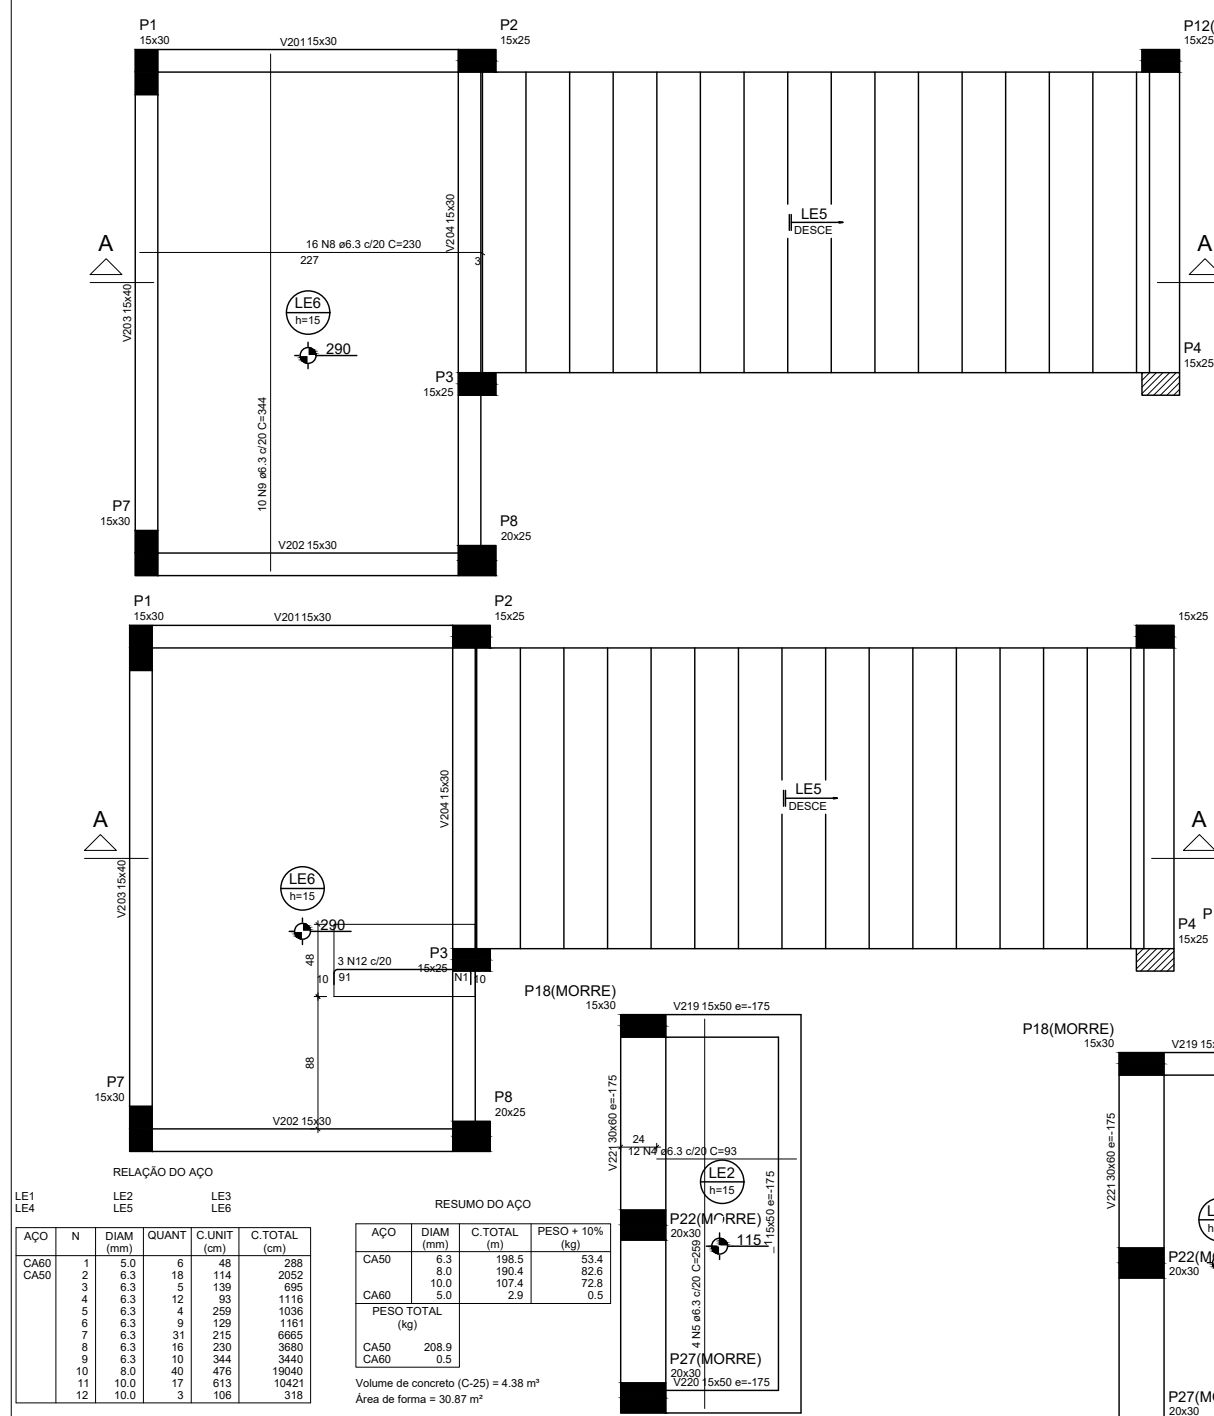 P1
15x30
V201 15x30
P2
15x25
P12(
15x25
V204 15x30
LE5
DESCE
A
16 N8 ø6.3 c/20 C=230
227
3
A
V203 15x40
LE6
h=15
290
P3
15x25
P4
15x25
10 N9 ø6.3 c/20 C=344
P7
15x30
P8
20x25
V202 15x30
P1
15x30
V201 15x30
P2
15x25
15x25
V204 15x30
LE5
DESCE
A
A
V203 15x40
LE6
h=15
290
P3
15x25
P4
15x25
P
48
3 N12 c/20
10
91
N1
10
88
P7
15x30
P8
20x25
V202 15x30
P18(MORRE)
15x30
V219 15x50 e=-175
V221 30x60 e=-175
24
12 N4 ø6.3 c/20 C=93
LE2
h=15
15x50 e=-175
P22(MORRE)
20x30
115
4 N5 ø6.3 c/20 C=259
P27(MORRE)
20x30
V220 15x50 e=-175
P18(MORRE)
15x30
V219 15x
V221 30x60 e=-175
L
h
P22(M
20x30
P27(M
20x30
RELAÇÃO DO AÇO
LE1 LE2 LE3
LE4 LE5 LE6
AÇO N DIAM (mm) QUANT C.UNIT (cm) C.TOTAL (cm)
CA60 1 5.0 6 48 288
CA50 2 6.3 18 114 2052
3 6.3 5 139 695
4 6.3 12 93 1116
5 6.3 4 259 1036
6 6.3 9 129 1161
7 6.3 31 215 6665
8 6.3 16 230 3680
9 6.3 10 344 3440
10 8.0 40 476 19040
11 10.0 17 613 10421
12 10.0 3 106 318
RESUMO DO AÇO
AÇO DIAM (mm) C.TOTAL (m) PESO + 10% (kg)
CA50 6.3 198.5 53.4
8.0 190.4 82.6
10.0 107.4 72.8
CA60 5.0 2.9 0.5
PESO TOTAL
(kg)
CA50 208.9
CA60 0.5
Volume de concreto (C-25) = 4.38 m³
Área de forma = 30.87 m²